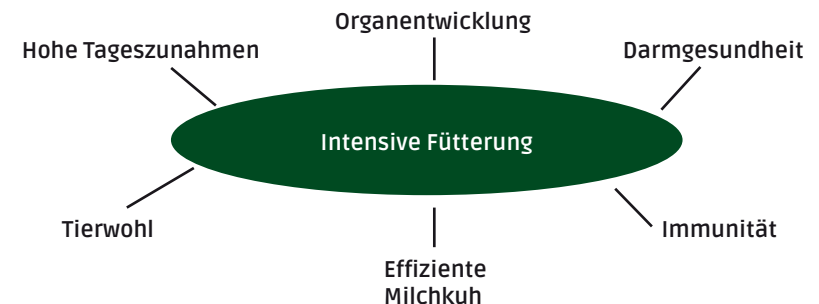 Organentwicklung
Hohe Tageszunahmen
Darmgesundheit
Intensive Fütterung
Tierwohl
Immunität
Effiziente
Milchkuh